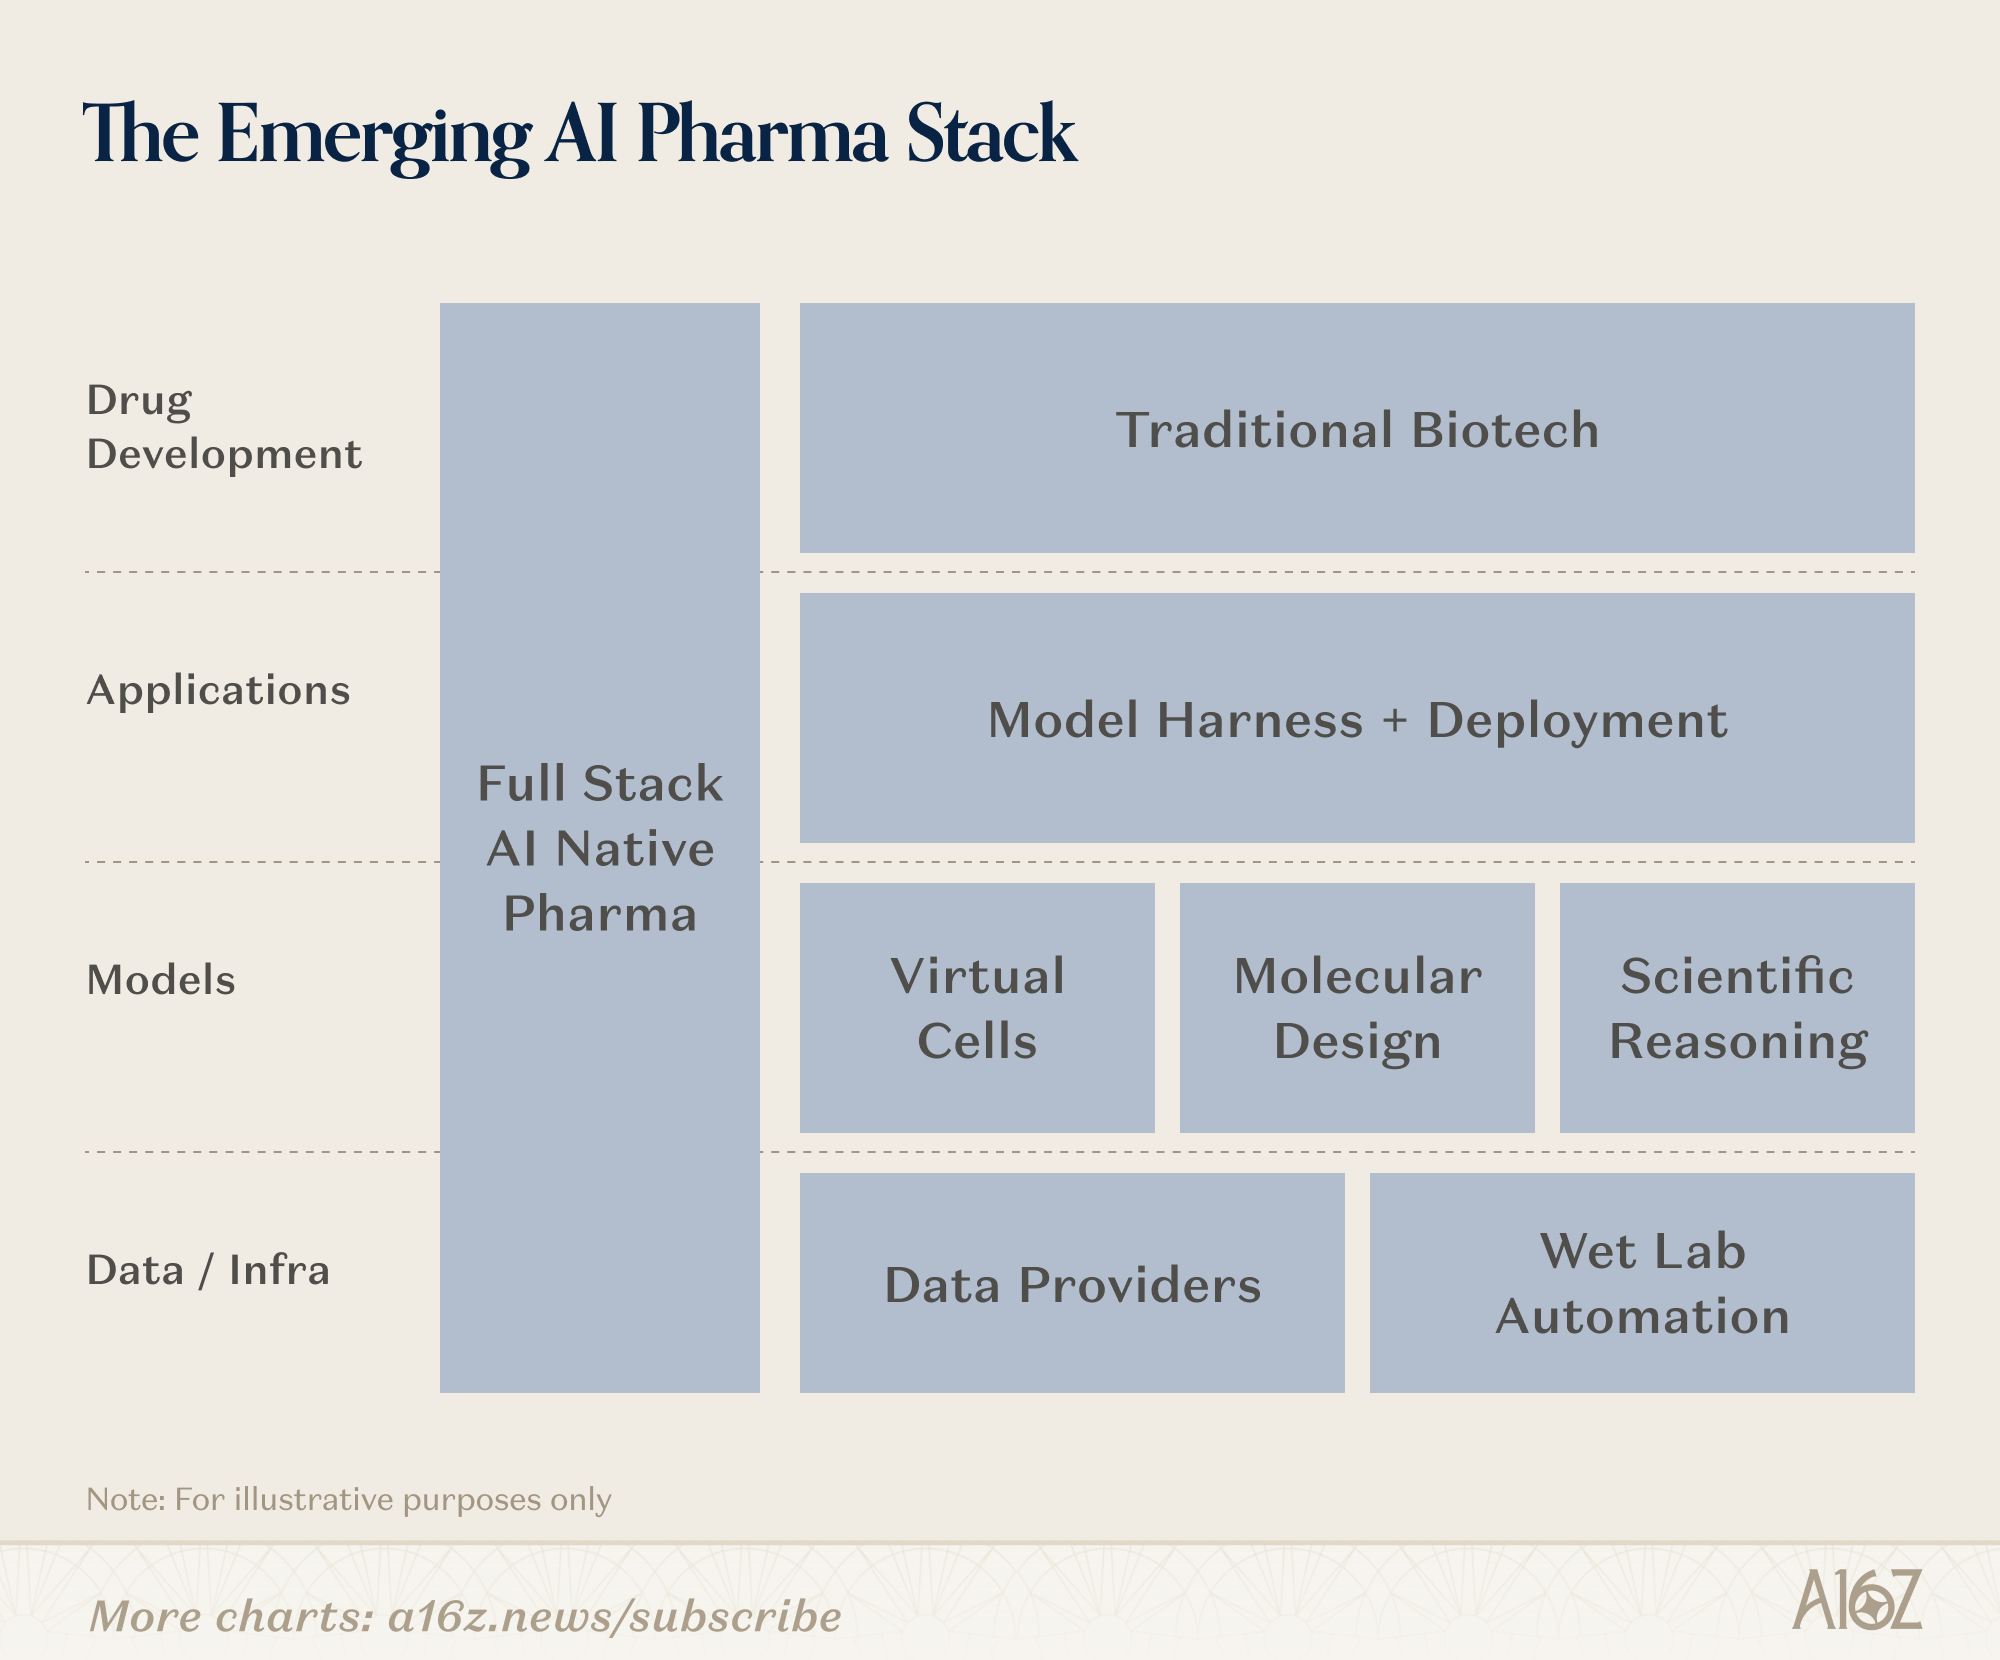 The Emerging AI Pharma Stack
Drug
Development
Traditional Biotech
Applications
Model Harness + Deployment
Full Stack
AI Native
Pharma
Models
Virtual
Cells
Molecular
Design
Scientific
Reasoning
Data / Infra
Data Providers
Wet Lab
Automation
Note: For illustrative purposes only
More charts: a16z.news/subscribe
A16Z